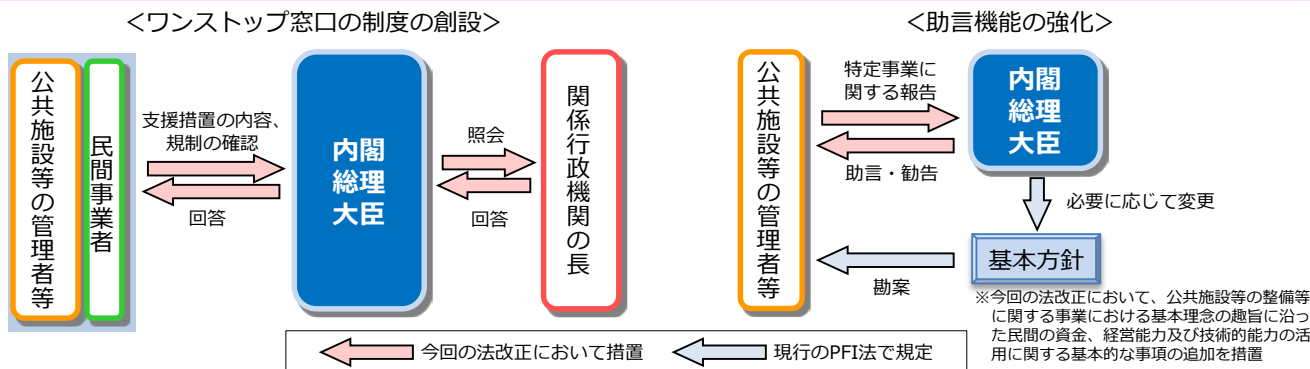 <ワンストップ窓口の制度の創設>
公共施設等の管理者等
民間事業者
支援措置の内容、
規制の確認
回答
内閣
総理
大臣
照会
回答
関係行政機関の長
<助言機能の強化>
公共施設等の管理者等
特定事業に
関する報告
助言・勧告
内閣
総理
大臣
必要に応じて変更
基本方針
勘案
※今回の法改正において、公共施設等の整備等
に関する事業における基本理念の趣旨に沿っ
た民間の資金、経営能力及び技術的能力の活
用に関する基本的な事項の追加を措置
今回の法改正において措置
現行のPFI法で規定